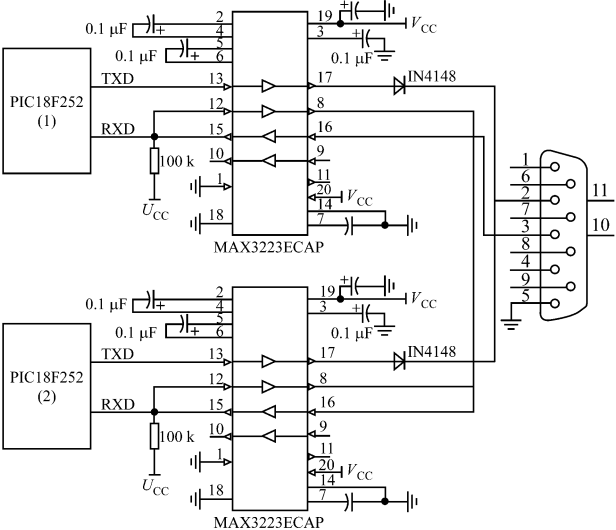 2 19 V_CC
0.1 μF 4 3
0.1 μF 5 0.1 μF
6
TXD 13 17 IN4148
PIC18F252
(1)
12 8
RXD 15 16
100 k 10 9
1 11
20 V_CC
U_CC 18 14
7
MAX3223ECAP
1
6
2 11
7
3 10
8
4
9
5
2 19 V_CC
0.1 μF 4 3
0.1 μF 5 0.1 μF
6
TXD 13 17 IN4148
PIC18F252
(2)
12 8
RXD 15 16
100 k 10 9
1 11
20 V_CC
U_CC 18 14
7
MAX3223ECAP